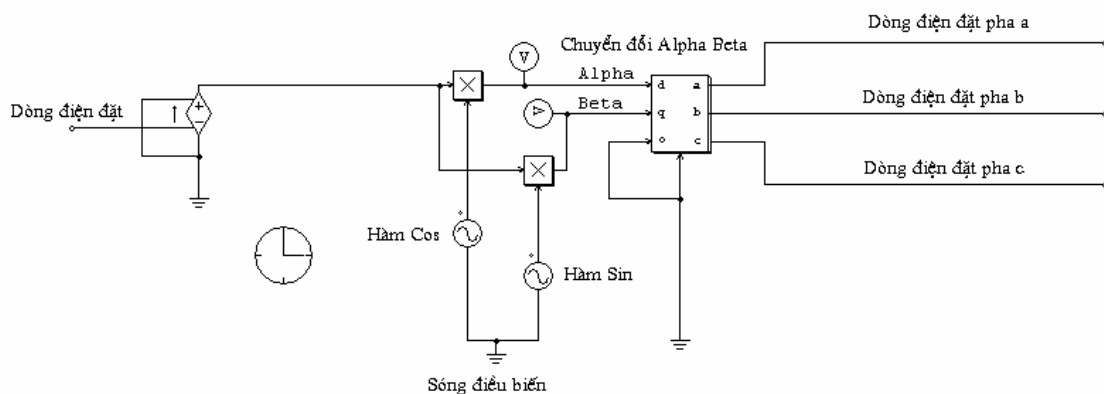 Dòng điện đặt pha a
Chuyển đổi Alpha Beta
V
Alpha
d a
Dòng điện đặt
+
−
Beta
V
q b
Dòng điện đặt pha b
o c
Dòng điện đặt pha c
Hàm Cos
Hàm Sin
Sóng điều biến